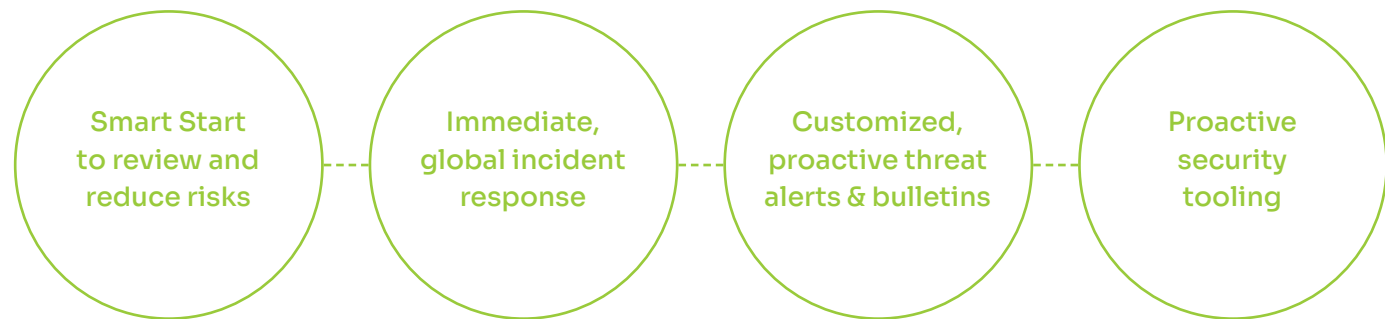 Smart Start
to review and
reduce risks
Immediate,
global incident
response
Customized,
proactive threat
alerts & bulletins
Proactive
security
tooling